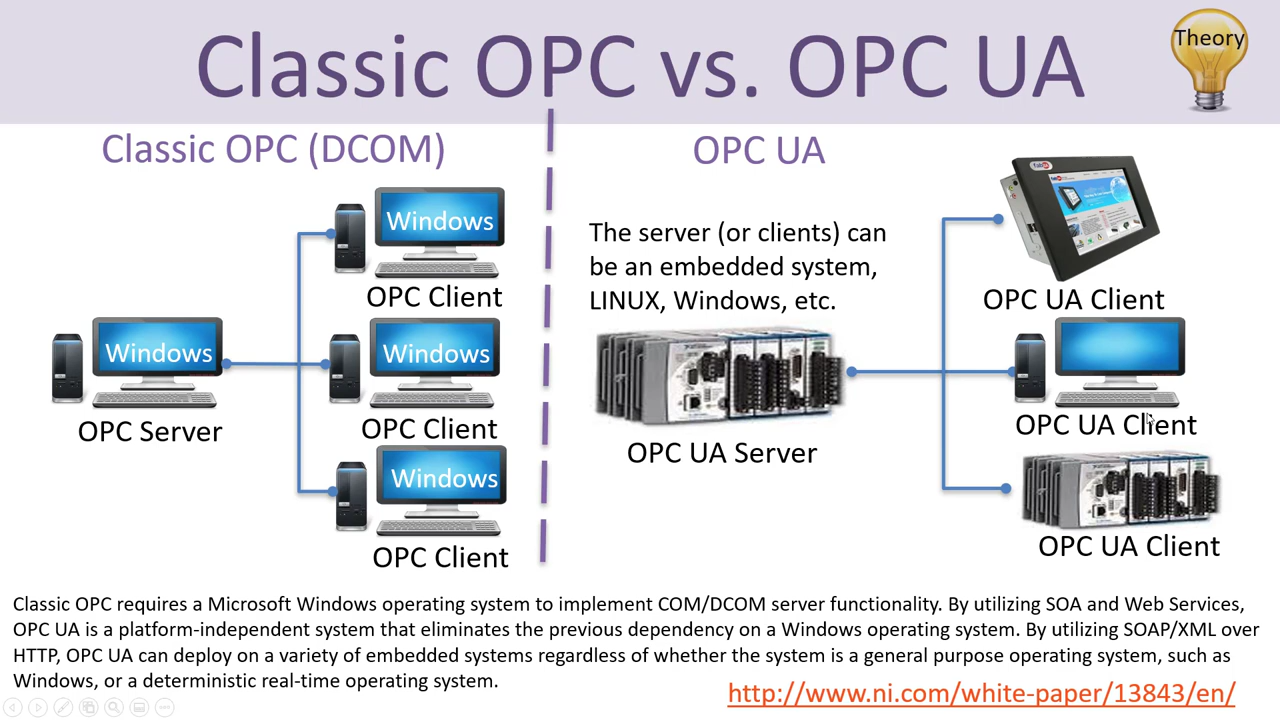 Classic OPC vs. OPC UA
Theory
Classic OPC (DCOM)
Windows
OPC Client
Windows
OPC Server
Windows
OPC Client
Windows
OPC Client
OPC UA
The server (or clients) can
be an embedded system,
LINUX, Windows, etc.
OPC UA Server
OPC UA Client
OPC UA Client
OPC UA Client
Classic OPC requires a Microsoft Windows operating system to implement COM/DCOM server functionality. By utilizing SOA and Web Services,
OPC UA is a platform-independent system that eliminates the previous dependency on a Windows operating system. By utilizing SOAP/XML over
HTTP, OPC UA can deploy on a variety of embedded systems regardless of whether the system is a general purpose operating system, such as
Windows, or a deterministic real-time operating system.
http://www.ni.com/white-paper/13843/en/